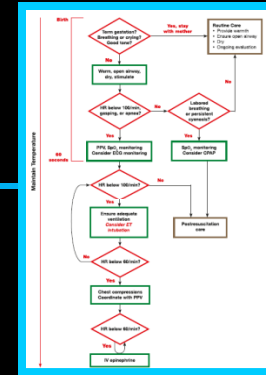 Birth
Term gestation?
Breathing or crying?
Good tone?
Yes, stay
with mother
Routine Care
• Provide warmth
• Ensure open airway
• Dry
• Ongoing evaluation
No
Warm, open airway,
dry, stimulate
No
HR below 100/min,
gasping, or apnea?
No
Labored
breathing
or persistent
cyanosis?
Yes
Yes
60
seconds
PPV, SpO₂ monitoring
Consider ECG monitoring
SpO₂ monitoring
Consider CPAP
Maintain Temperature
HR below 100/min?
No
Yes
Ensure adequate
ventilation
Consider ET
intubation
Postresuscitation
care
No
HR below 60/min?
Yes
Chest compressions
Coordinate with PPV
HR below 60/min?
Yes
IV epinephrine